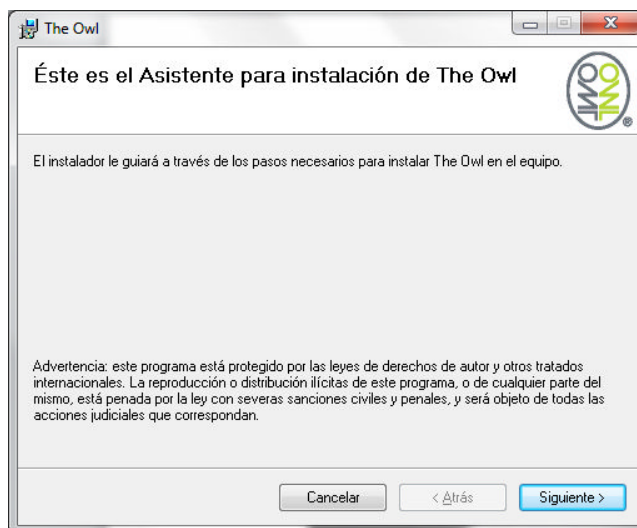 The Owl
Éste es el Asistente para instalación de The Owl
OWL
OWL
®
El instalador le guiará a través de los pasos necesarios para instalar The Owl en el equipo.
Advertencia: este programa está protegido por las leyes de derechos de autor y otros tratados
internacionales. La reproducción o distribución ilícitas de este programa, o de cualquier parte del
mismo, está penada por la ley con severas sanciones civiles y penales, y será objeto de todas las
acciones judiciales que correspondan.
Cancelar
< Atrás
Siguiente >